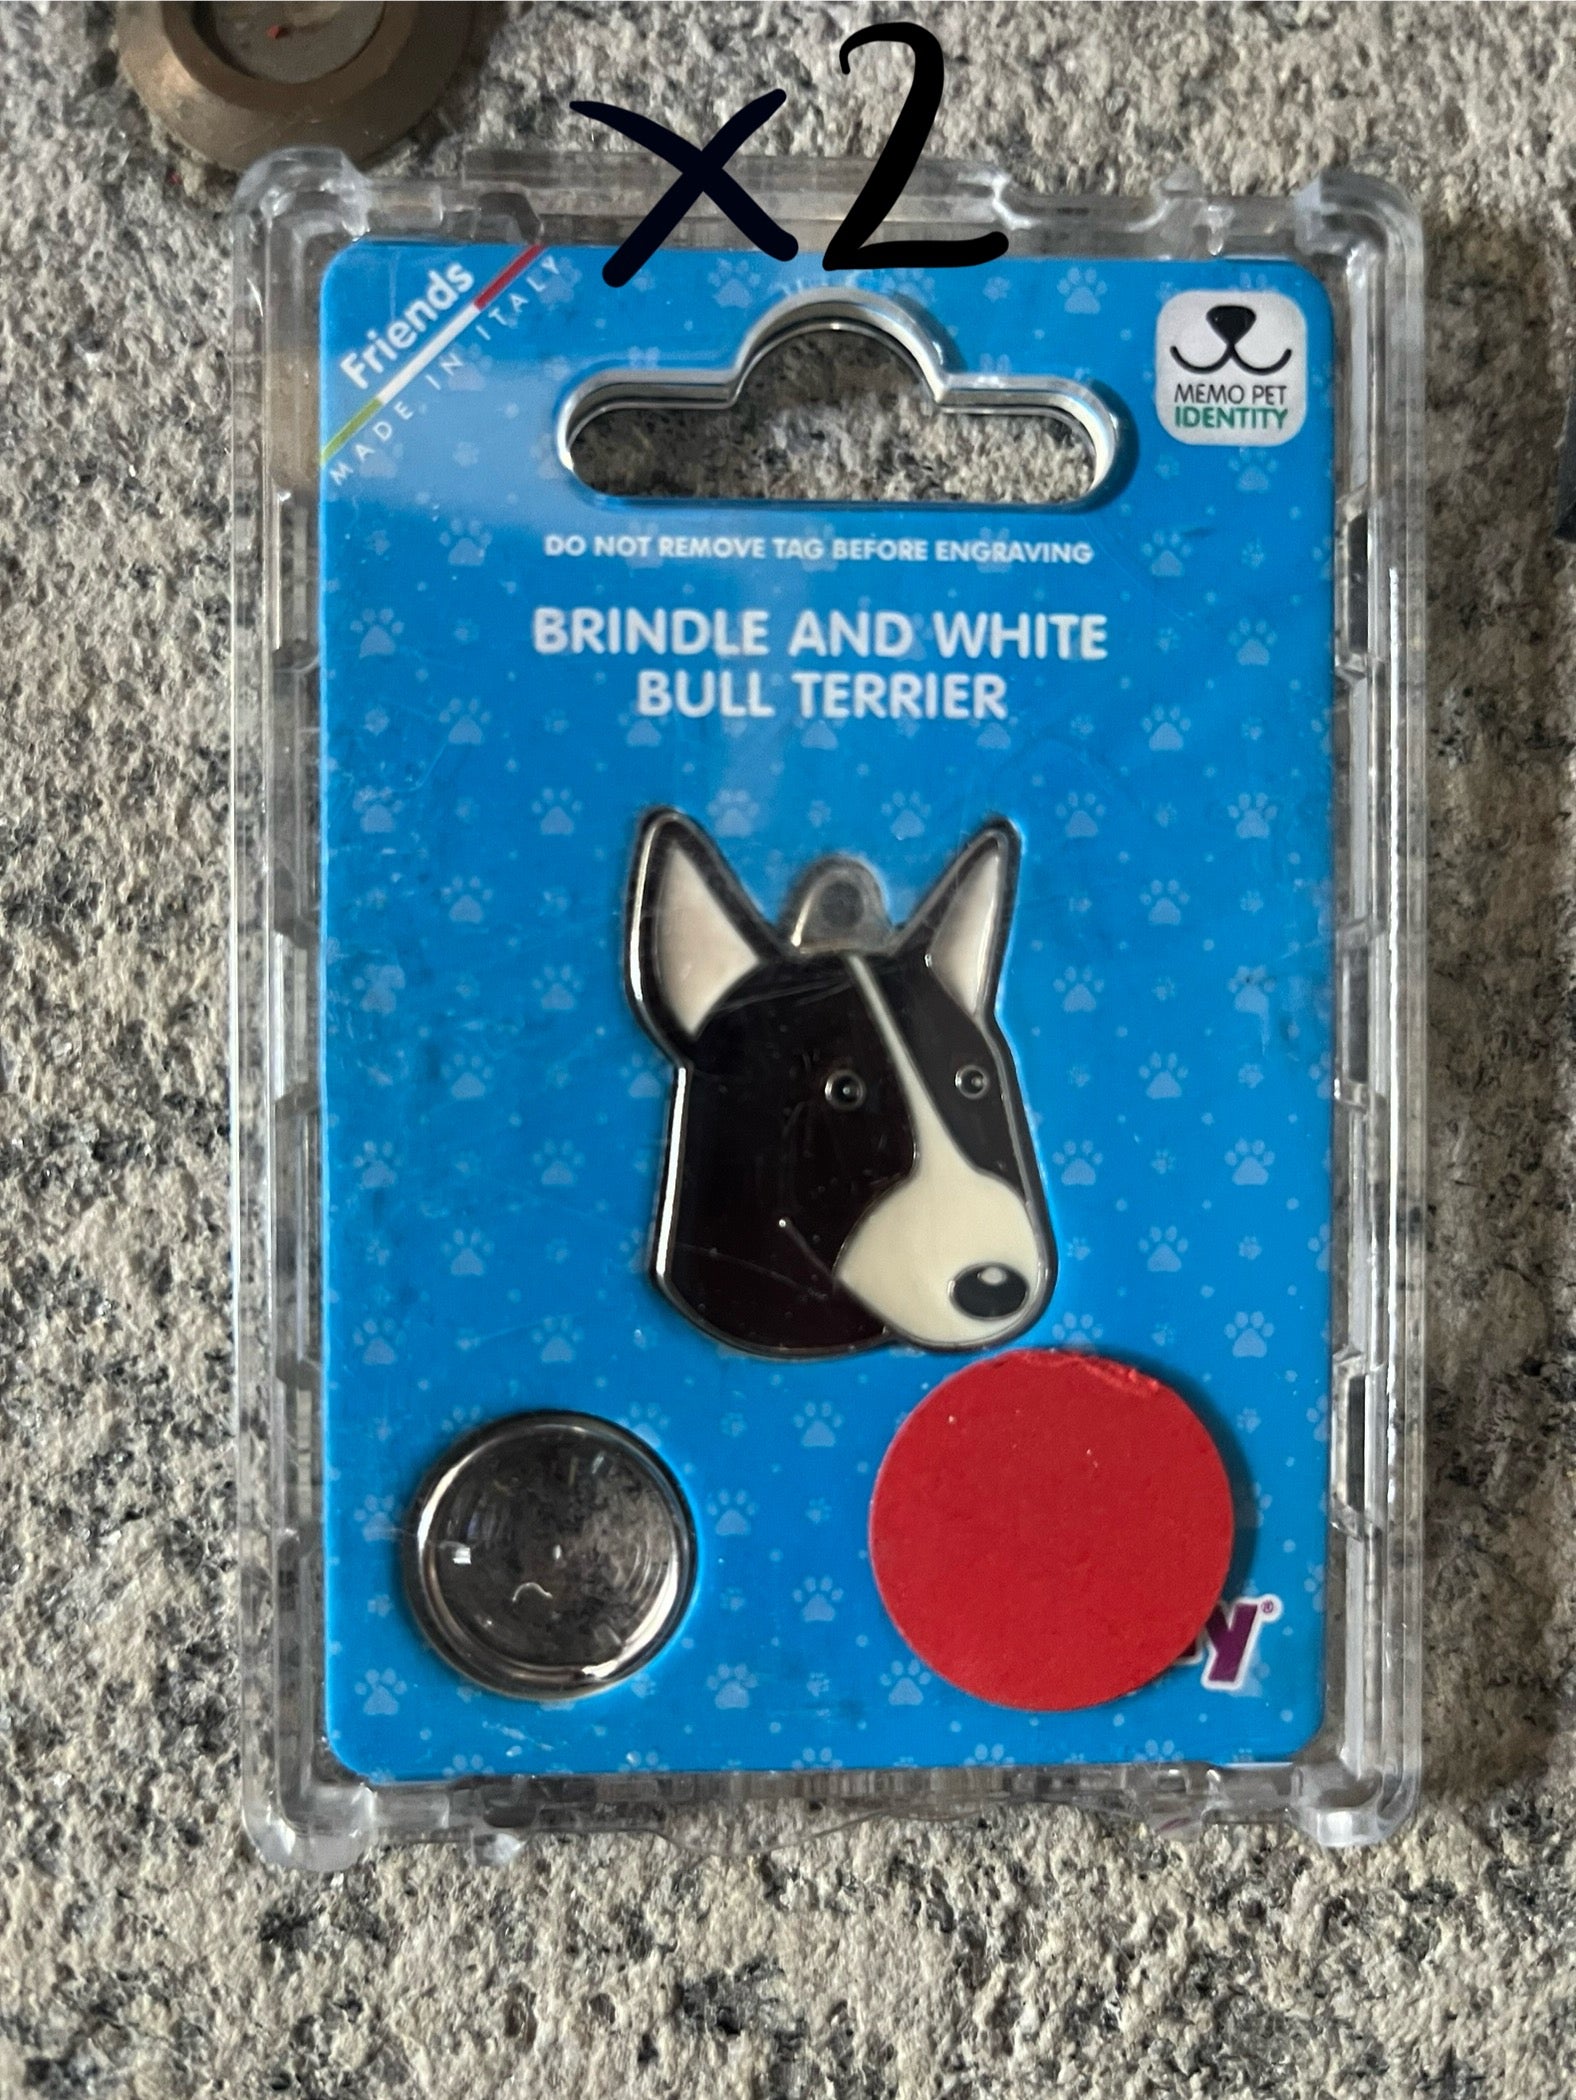 x2
Friends
MADE IN ITALY
MEMO PET
IDENTITY
DO NOT REMOVE TAG BEFORE ENGRAVING
BRINDLE AND WHITE
BULL TERRIER